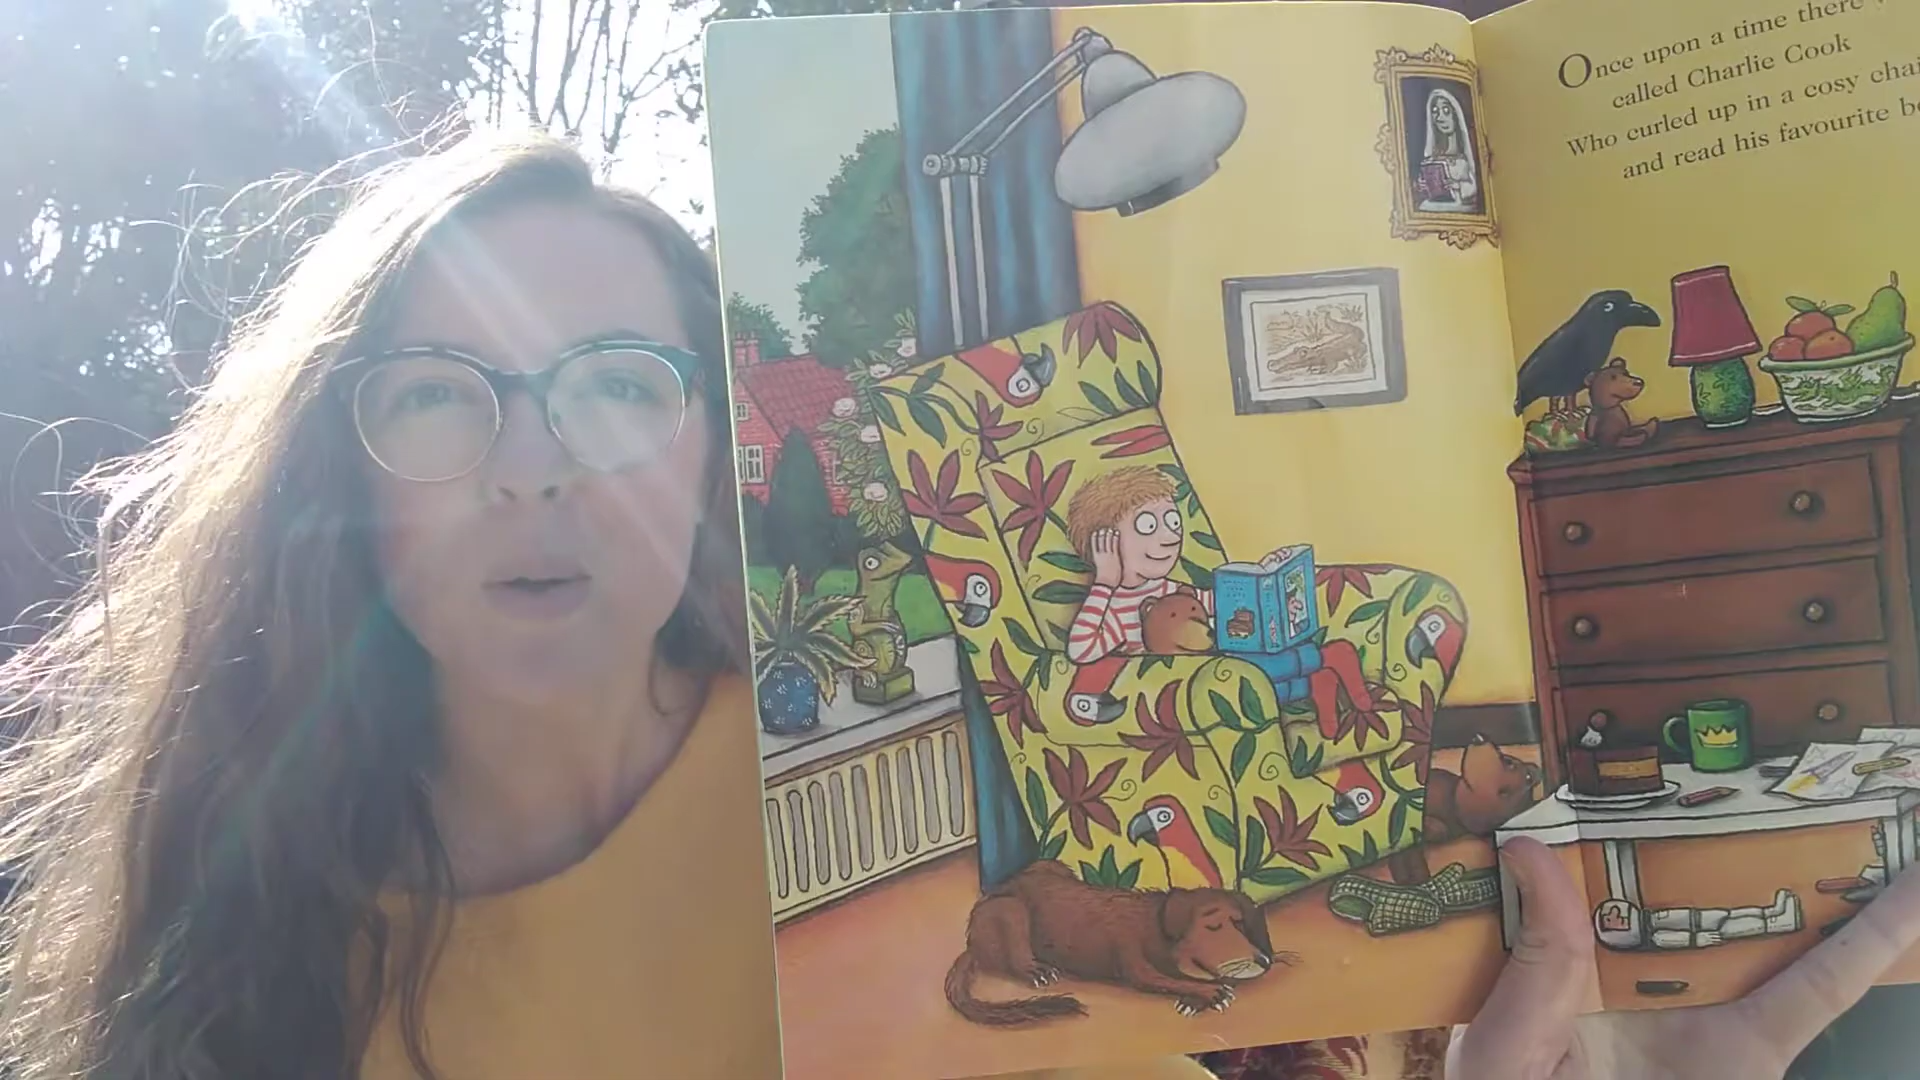 Once upon a time there
called Charlie Cook
Who curled up in a cosy
and read his favourite